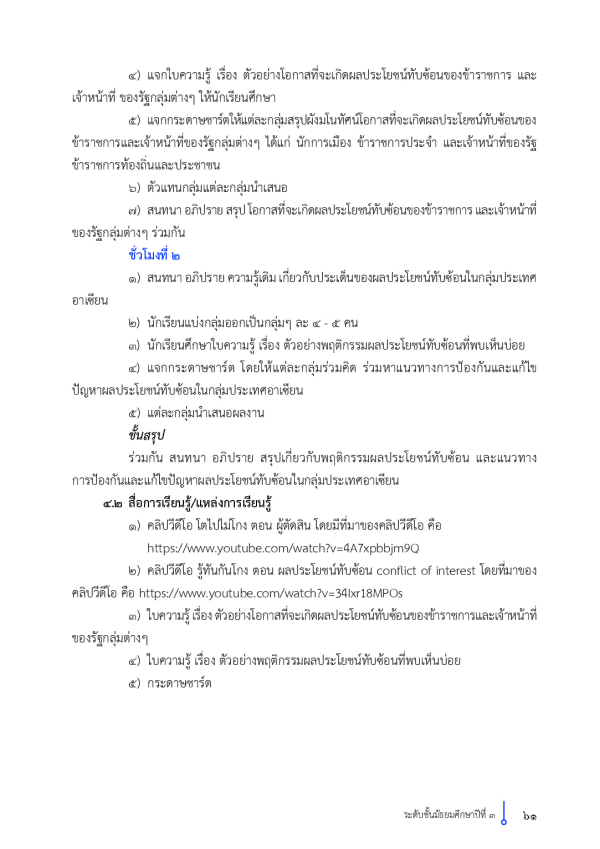 ๔) แจกใบความรู้ เรื่อง ตัวอย่างโอกาสที่จะเกิดผลประโยชน์ทับซ้อนของข้าราชการ และ
เจ้าหน้าที่ ของรัฐกลุ่มต่างๆ ให้นักเรียนศึกษา
๕) แจกกระดาษชาร์ตให้แต่ละกลุ่มสรุปผังมโนทัศน์โอกาสที่จะเกิดผลประโยชน์ทับซ้อนของ
ข้าราชการและเจ้าหน้าที่ของรัฐกลุ่มต่างๆ ได้แก่ นักการเมือง ข้าราชการประจำ และเจ้าหน้าที่ของรัฐ
ข้าราชการท้องถิ่นและประชาชน
๖) ตัวแทนกลุ่มแต่ละกลุ่มนำเสนอ
๗) สนทนา อภิปราย สรุป โอกาสที่จะเกิดผลประโยชน์ทับซ้อนของข้าราชการ และเจ้าหน้าที่
ของรัฐกลุ่มต่างๆ ร่วมกัน
ชั่วโมงที่ ๒
๑) สนทนา อภิปราย ความรู้เดิม เกี่ยวกับประเด็นของผลประโยชน์ทับซ้อนในกลุ่มประเทศ
อาเซียน
๒) นักเรียนแบ่งกลุ่มออกเป็นกลุ่มๆ ละ ๔ - ๕ คน
๓) นักเรียนศึกษาใบความรู้ เรื่อง ตัวอย่างพฤติกรรมผลประโยชน์ทับซ้อนที่พบเห็นบ่อย
๔) แจกกระดาษชาร์ต โดยให้แต่ละกลุ่มร่วมคิด ร่วมหาแนวทางการป้องกันและแก้ไข
ปัญหาผลประโยชน์ทับซ้อนในกลุ่มประเทศอาเซียน
๕) แต่ละกลุ่มนำเสนอผลงาน
ขั้นสรุป
ร่วมกัน สนทนา อภิปราย สรุปเกี่ยวกับพฤติกรรมผลประโยชน์ทับซ้อน และแนวทาง
การป้องกันและแก้ไขปัญหาผลประโยชน์ทับซ้อนในกลุ่มประเทศอาเซียน
๔.๒ สื่อการเรียนรู้/แหล่งการเรียนรู้
๑) คลิปวีดีโอ โตไปไม่โกง ตอน ผู้ตัดสิน โดยมีที่มาของคลิปวีดีโอ คือ
https://www.youtube.com/watch?v=4A7xpbbjm9Q
๒) คลิปวีดีโอ รู้ทันกันโกง ตอน ผลประโยชน์ทับซ้อน conflict of interest โดยที่มาของ
คลิปวีดีโอ คือ https://www.youtube.com/watch?v=34lxr18MPOs
๓) ใบความรู้ เรื่อง ตัวอย่างโอกาสที่จะเกิดผลประโยชน์ทับซ้อนของข้าราชการและเจ้าหน้าที่
ของรัฐกลุ่มต่างๆ
๔) ใบความรู้ เรื่อง ตัวอย่างพฤติกรรมผลประโยชน์ทับซ้อนที่พบเห็นบ่อย
๕) กระดาษชาร์ต
ระดับชั้นมัธยมศึกษาปีที่ ๓ ๖๑